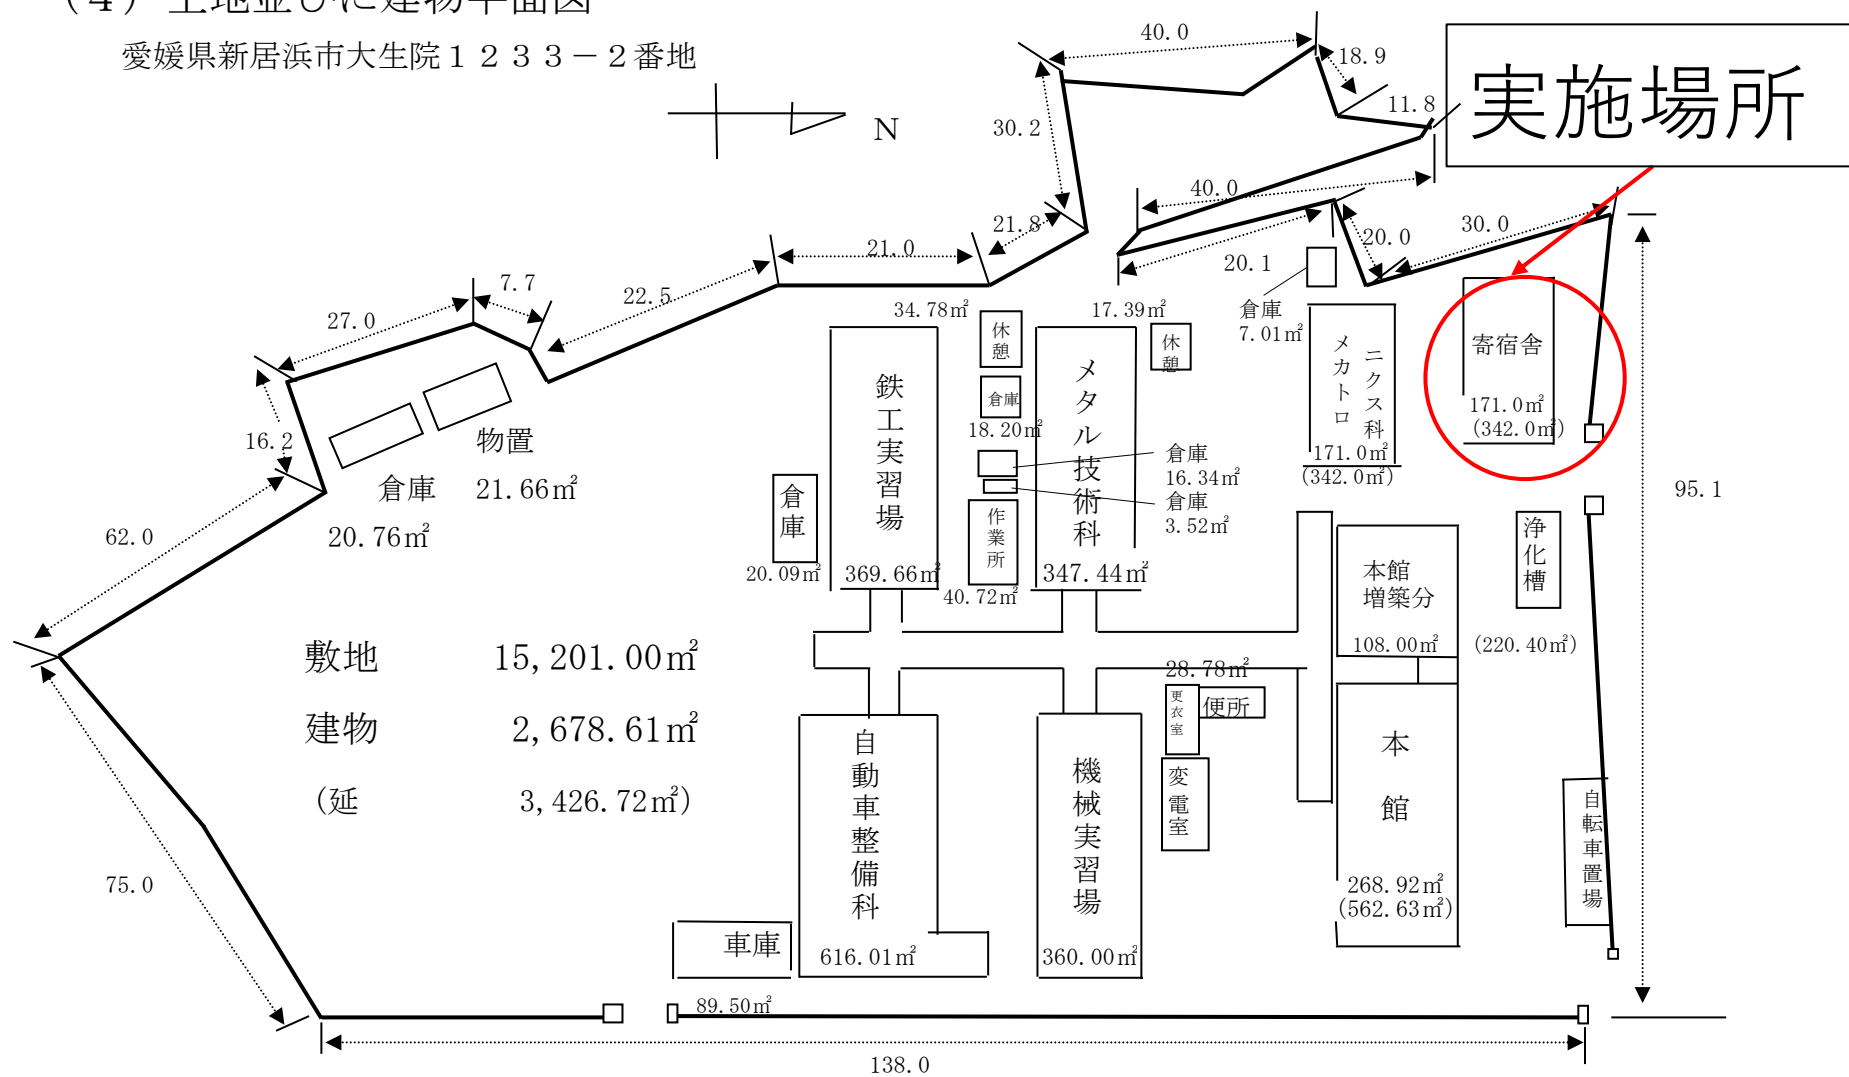 （４）土地並びに建物平面図
愛媛県新居浜市大生院１２３３－２番地
N
実施場所
40.0
18.9
11.8
30.2
40.0
21.8
21.0
20.1
20.0
30.0
7.7
22.5
27.0
16.2
62.0
75.0
138.0
95.1
物置
21.66㎡
倉庫
20.76㎡
倉庫
20.09㎡
鉄工実習場
369.66㎡
34.78㎡
休憩
倉庫
18.20㎡
倉庫
16.34㎡
倉庫
3.52㎡
作業所
40.72㎡
メタル技術科
347.44㎡
17.39㎡
休憩
倉庫
7.01㎡
メカトロ
ニクス科
171.0㎡
(342.0㎡)
寄宿舎
171.0㎡
(342.0㎡)
浄化槽
本館
増築分
108.00㎡
(220.40㎡)
敷地 15,201.00㎡
建物 2,678.61㎡
（延 3,426.72㎡）
28.78㎡
更衣室
便所
変電室
自動車整備科
616.01㎡
機械実習場
360.00㎡
本館
268.92㎡
(562.63㎡)
自転車置場
車庫
89.50㎡